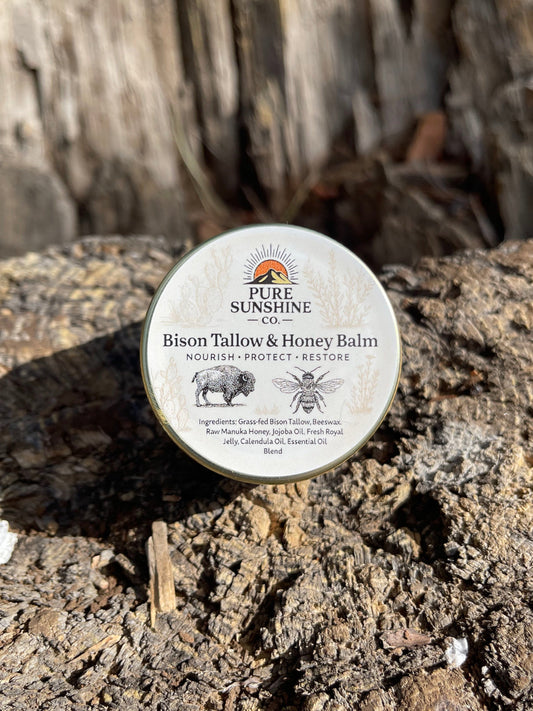 PURE
SUNSHINE
— CO. —
Bison Tallow & Honey Balm
NOURISH • PROTECT • RESTORE
Ingredients: Grass-fed Bison Tallow, Beeswax.
Raw Manuka Honey, Jojoba Oil, Fresh Royal
Jelly, Calendula Oil, Essential Oil
Blend